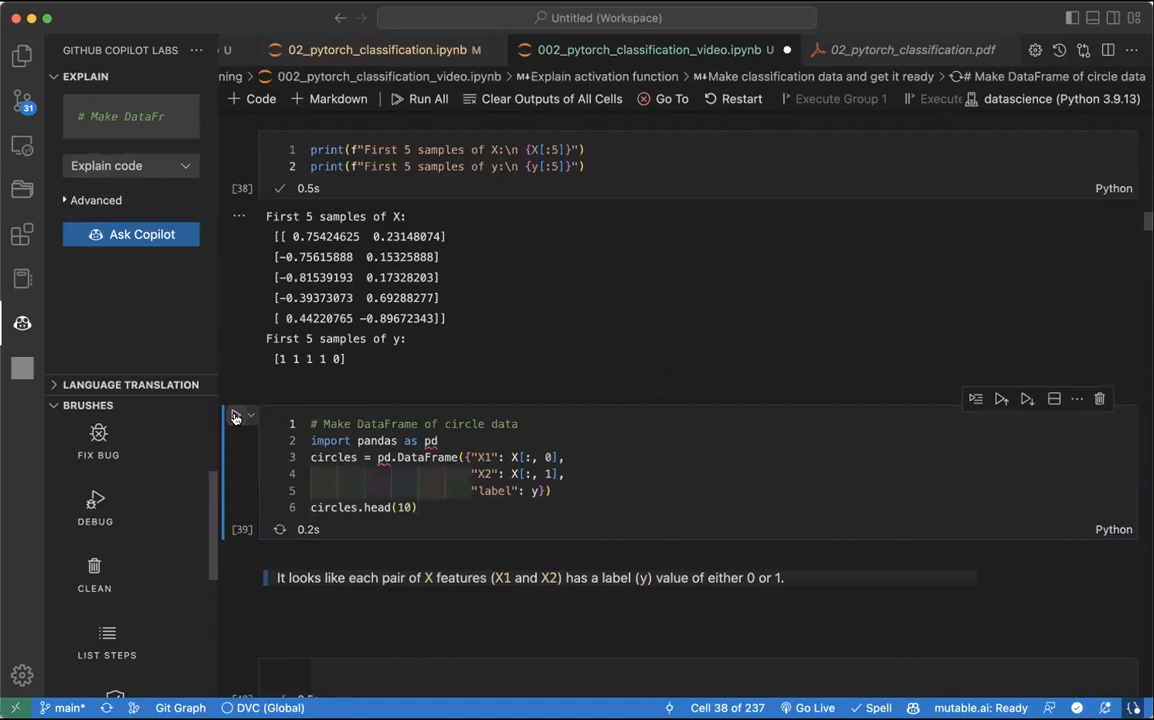 Untitled (Workspace)
GITHUB COPILOT LABS
U
02_pytorch_classification.ipynb M
002_pytorch_classification_video.ipynb U
02_pytorch_classification.pdf
EXPLAIN
ning
002_pytorch_classification_video.ipynb
Explain activation function
Make classification data and get it ready
# Make DataFrame of circle data
Code
Markdown
Run All
Clear Outputs of All Cells
Go To
Restart
Execute Group 1
Execute
datascience (Python 3.9.13)
31
# Make DataFr
Explain code
Advanced
Ask Copilot
1 print(f"First 5 samples of X:\n {X[:5]}")
2 print(f"First 5 samples of y:\n {y[:5]}")
[38]
0.5s
Python
First 5 samples of X:
[[ 0.75424625 0.23148074]
[-0.75615888 0.15325888]
[-0.81539193 0.17328203]
[-0.39373073 0.69288277]
[ 0.44220765 -0.89672343]]
First 5 samples of y:
[1 1 1 1 0]
LANGUAGE TRANSLATION
BRUSHES
FIX BUG
DEBUG
CLEAN
LIST STEPS
1 # Make DataFrame of circle data
2 import pandas as pd
3 circles = pd.DataFrame({"X1": X[:, 0],
4 "X2": X[:, 1],
5 "label": y})
6 circles.head(10)
[39]
0.2s
Python
It looks like each pair of X features (X1 and X2) has a label (y) value of either 0 or 1.
main*
Git Graph
DVC (Global)
Cell 38 of 237
Go Live
Spell
mutable.ai: Ready